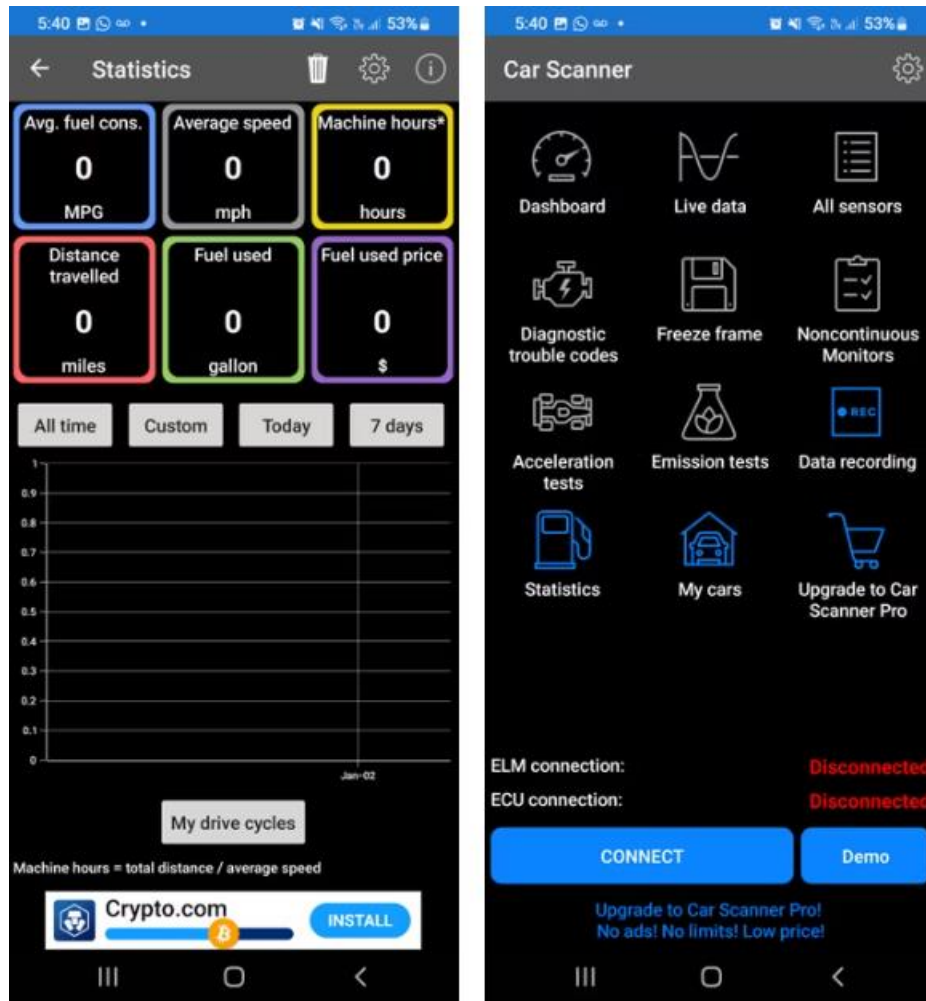 5:40
53%
Statistics
Avg. fuel cons.
0
MPG
Average speed
0
mph
Machine hours*
0
hours
Distance
travelled
0
miles
Fuel used
0
gallon
Fuel used price
0
$
All time
Custom
Today
7 days
1
0.9
0.8
0.7
0.6
0.5
0.4
0.3
0.2
0.1
0
Jan-02
My drive cycles
Machine hours = total distance / average speed
Crypto.com
INSTALL
5:40
53%
Car Scanner
Dashboard
Live data
All sensors
Diagnostic
trouble codes
Freeze frame
Noncontinuous
Monitors
Acceleration
tests
Emission tests
REC
Data recording
Statistics
My cars
Upgrade to Car
Scanner Pro
ELM connection:
Disconnected
ECU connection:
Disconnected
CONNECT
Demo
Upgrade to Car Scanner Pro!
No ads! No limits! Low price!